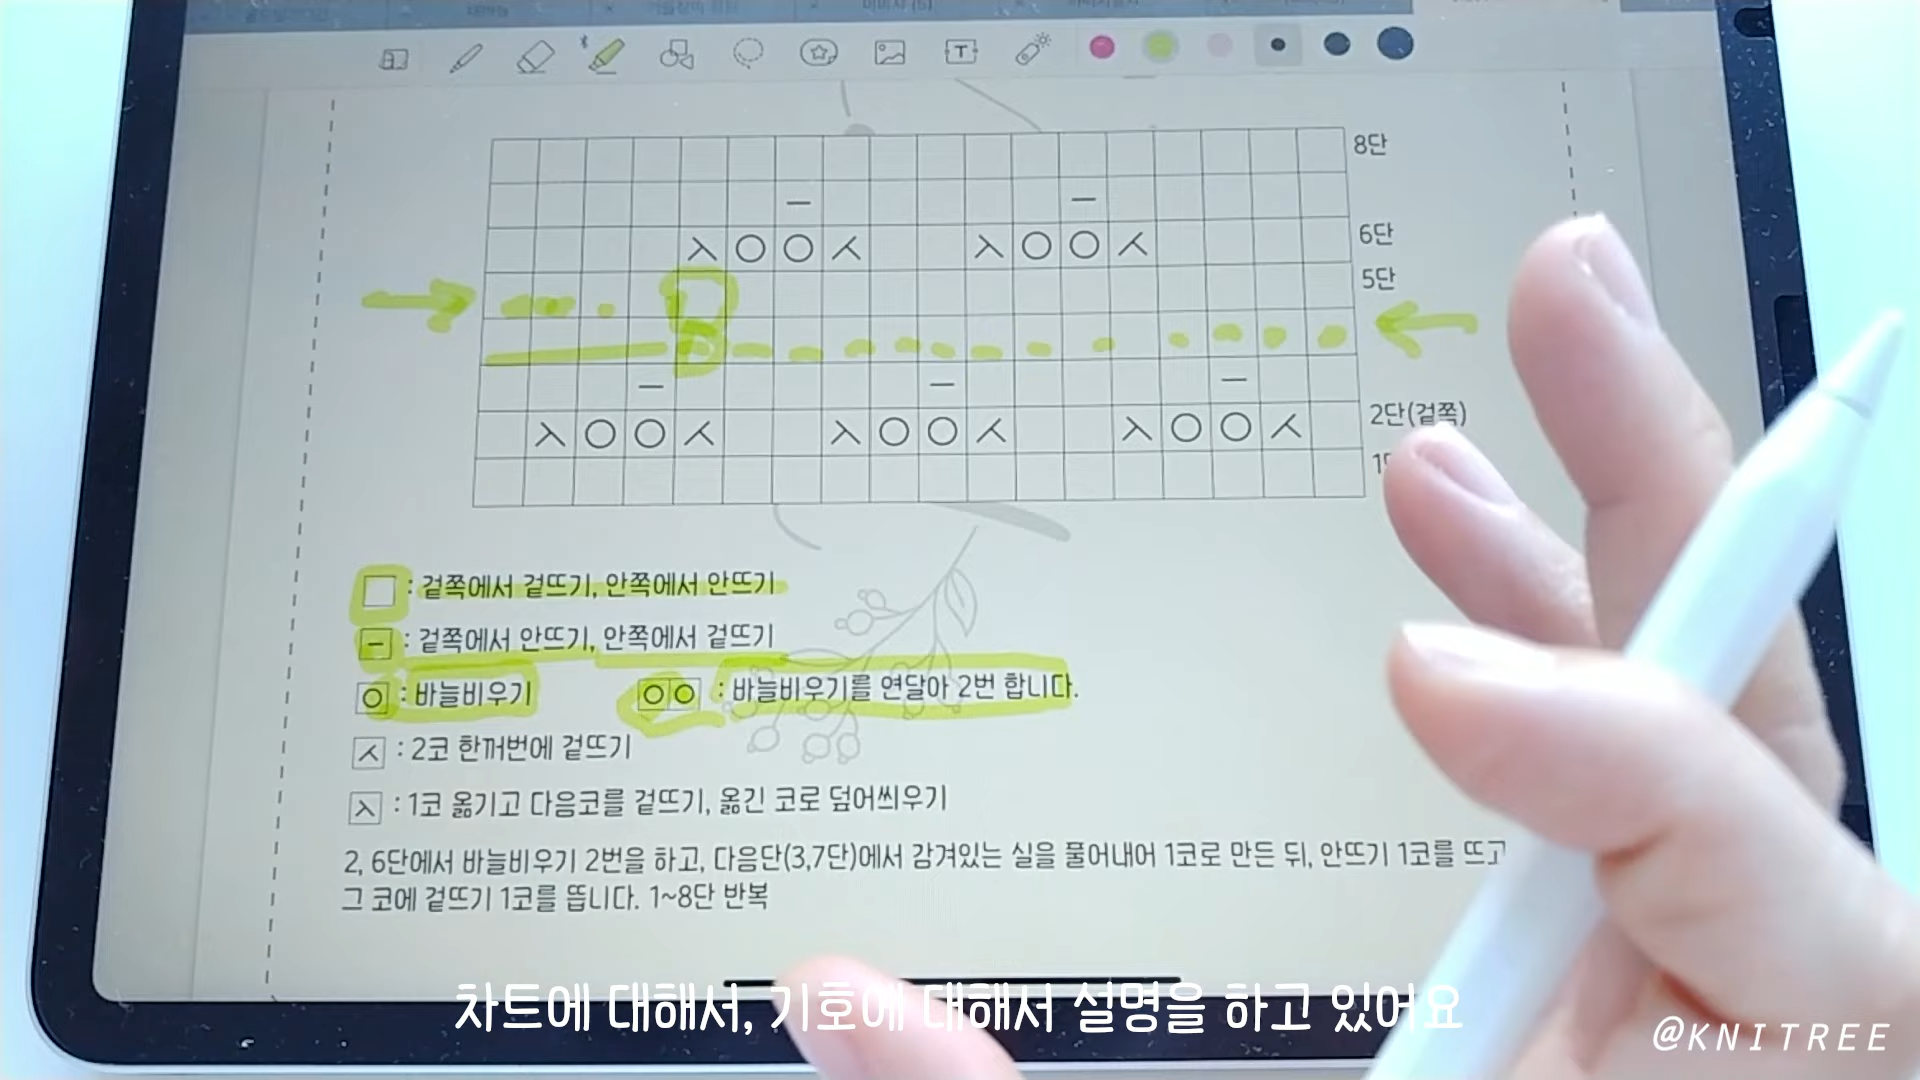 8단
6단
5단
2단(겉쪽)
: 겉쪽에서 겉뜨기, 안쪽에서 안뜨기
: 겉쪽에서 안뜨기, 안쪽에서 겉뜨기
: 바늘비우기 : 바늘비우기를 연달아 2번 합니다.
: 2코 한꺼번에 겉뜨기
: 1코 옮기고 다음코를 겉뜨기, 옮긴 코로 덮어씌우기
2, 6단에서 바늘비우기 2번을 하고, 다음단(3,7단)에서 감겨있는 실을 풀어내어 1코로 만든 뒤, 안뜨기 1코를 뜨고
그 코에 겉뜨기 1코를 뜹니다. 1~8단 반복
차트에 대해서, 기호에 대해서 설명을 하고 있어요
@KNITREE